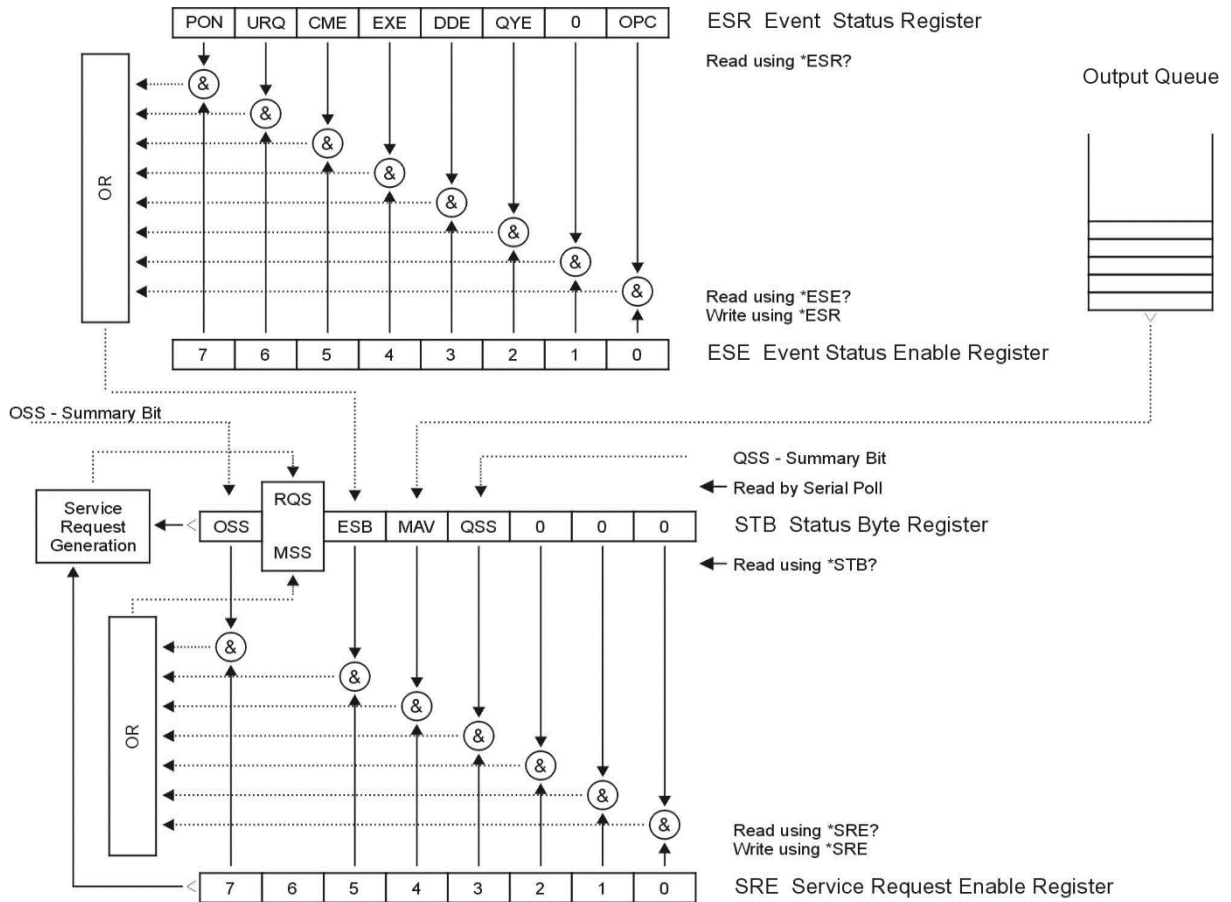 PON URQ CME EXE DDE QYE 0 OPC
ESR Event Status Register
Read using *ESR?
Output Queue
& & & & & & & &
OR
Read using *ESE?
Write using *ESR
7 6 5 4 3 2 1 0
ESE Event Status Enable Register
OSS - Summary Bit
QSS - Summary Bit
Read by Serial Poll
Service
Request
Generation
OSS RQS MSS ESB MAV QSS 0 0 0
STB Status Byte Register
Read using *STB?
& & & & & & &
OR
Read using *SRE?
Write using *SRE
7 6 5 4 3 2 1 0
SRE Service Request Enable Register